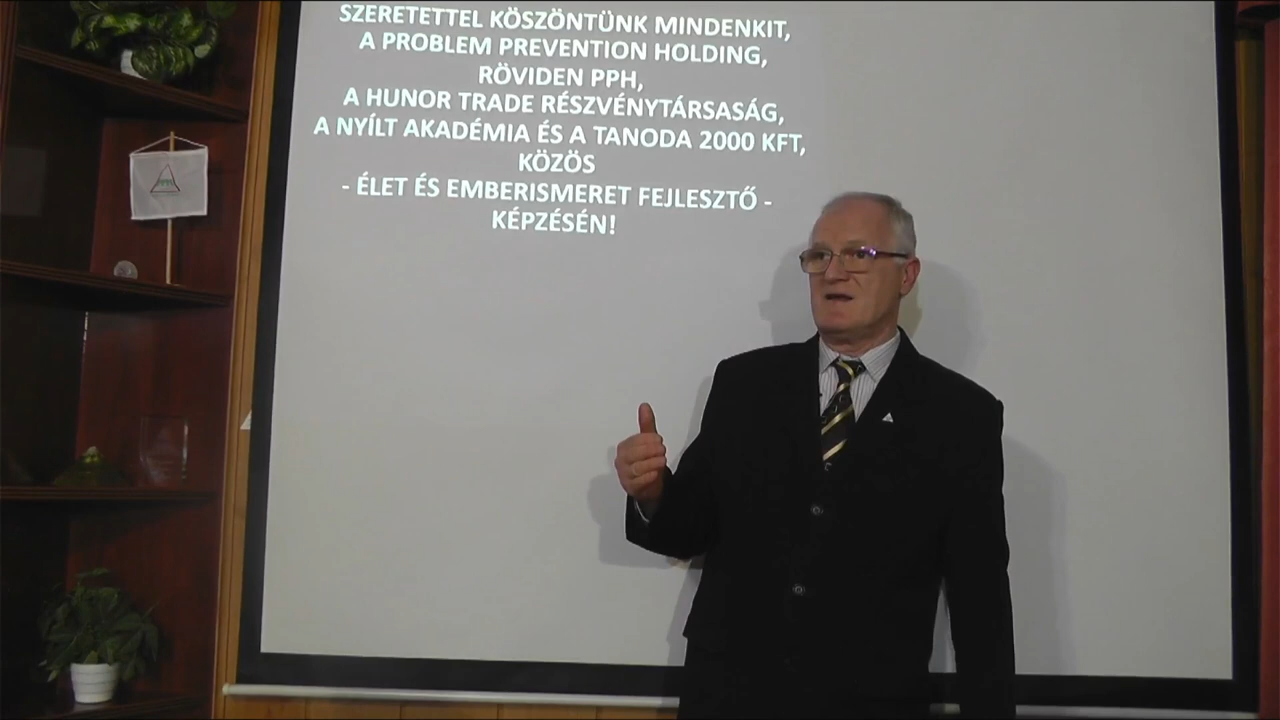 SZERETETTEL KÖSZÖNTÜNK MINDENKIT,
A PROBLEM PREVENTION HOLDING,
RÖVIDEN PPH,
A HUNOR TRADE RÉSZVÉNYTÁRSASÁG,
A NYÍLT AKADÉMIA ÉS A TANODA 2000 KFT,
KÖZÖS
- ÉLET ÉS EMBERISMERET FEJLESZTŐ -
KÉPZÉSÉN!